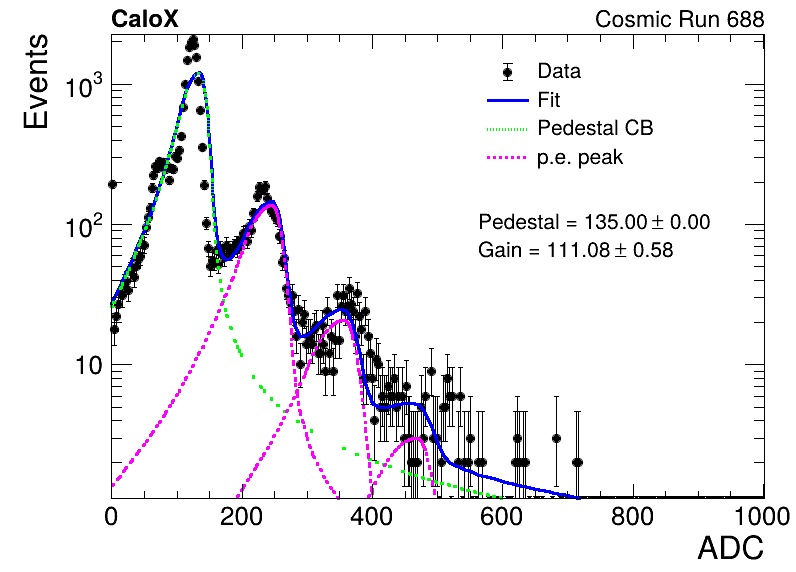 CaloX
Cosmic Run 688
Events
Data
Fit
Pedestal CB
p.e. peak
Pedestal = 135.00 ± 0.00
Gain = 111.08 ± 0.58
10³
10²
10
0 200 400 600 800 1000
ADC